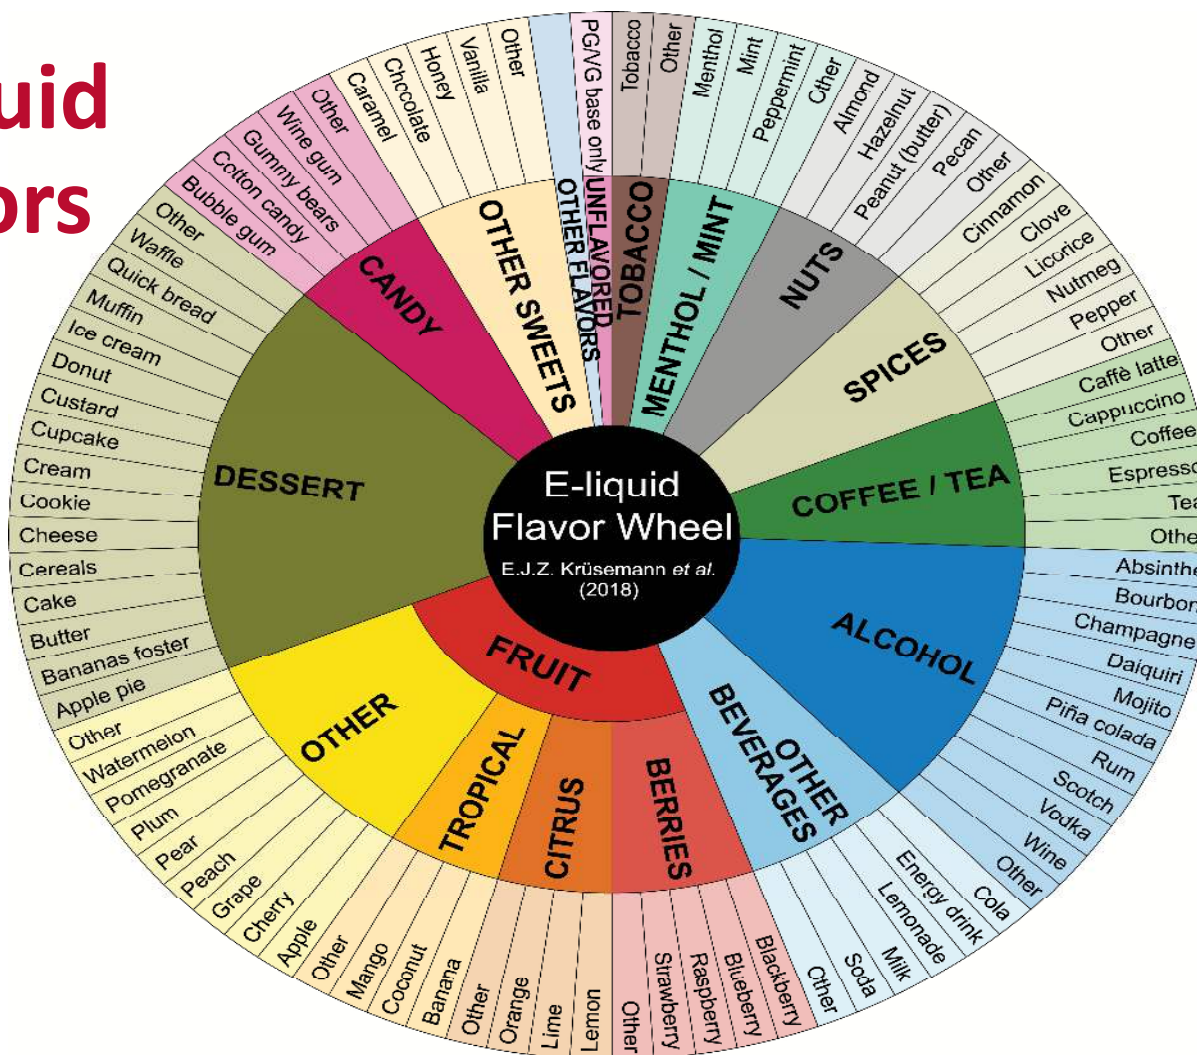 uid
ors
E-liquid
Flavor Wheel
E.J.Z. Krüsemann et al.
(2018)
UNFLAVORED
PG/VG base only
TOBACCO
Tobacco
Other
MENTHOL / MINT
Menthol
Mint
Peppermint
Other
NUTS
Almond
Hazelnut
Peanut (butter)
Pecan
Other
SPICES
Cinnamon
Clove
Licorice
Nutmeg
Pepper
Other
COFFEE / TEA
Caffè latte
Cappuccino
Coffee
Espresso
Tea
Othe
ALCOHOL
Absinthe
Bourbon
Champagne
Daiquiri
Mojito
Piña colada
Rum
Scotch
Vodka
Wine
Other
OTHER
BEVERAGES
Cola
Energy drink
Lemonade
Milk
Soda
Other
FRUIT
BERRIES
Blackberry
Blueberry
Raspberry
Strawberry
Other
CITRUS
Lemon
Lime
Orange
Other
TROPICAL
Banana
Coconut
Mango
Other
OTHER
Apple
Cherry
Grape
Peach
Pear
Plum
Pomegranate
Watermelon
Other
DESSERT
Apple pie
Bananas foster
Butter
Cake
Cereals
Cheese
Cookie
Cream
Cupcake
Custard
Donut
Ice cream
Muffin
Quick bread
Waffle
Other
CANDY
Bubble gum
Cotton candy
Gummy bears
Wine gum
Other
OTHER SWEETS
Caramel
Chocolate
Honey
Vanilla
Other
OTHER FLAVORS